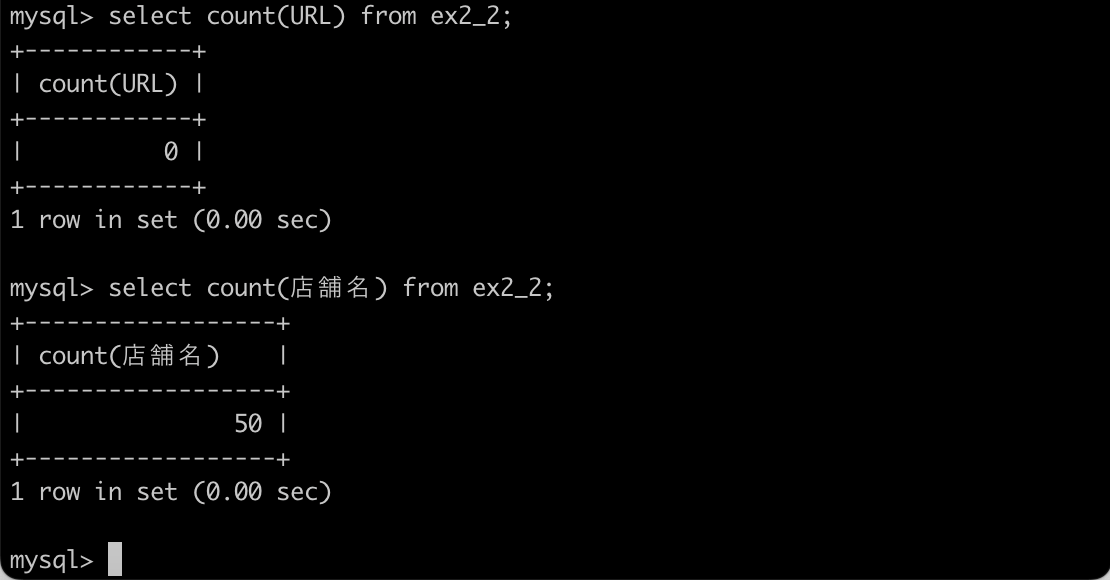 mysql> select count(URL) from ex2_2;
+------------+
| count(URL) |
+------------+
|          0 |
+------------+
1 row in set (0.00 sec)

mysql> select count(店舗名) from ex2_2;
+------------------+
| count(店舗名)    |
+------------------+
|               50 |
+------------------+
1 row in set (0.00 sec)

mysql>